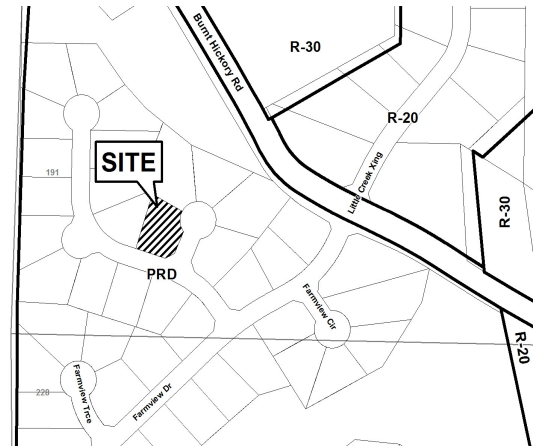 Burnt Hickory Rd
R-30
R-20
Little Creek Xing
191
SITE
R-30
PRD
Farmview Cir
R-20
228
Farmview Trce
Farmview Dr